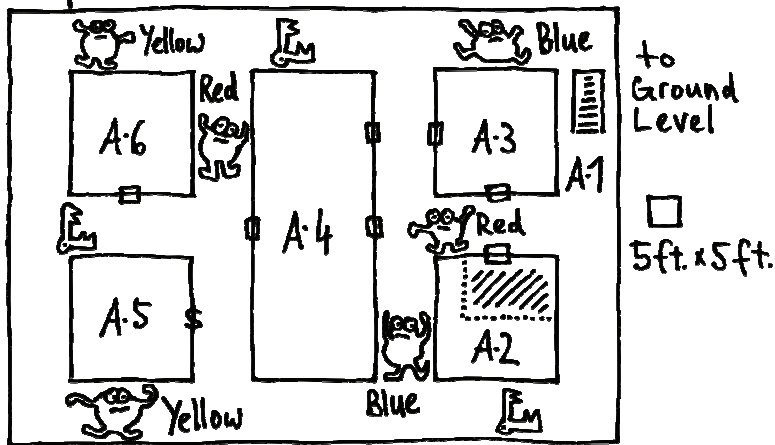 Yellow
Blue
to
Ground
Level
Red
A·6
A·3
A·1
A·4
Red
5ft.x5ft.
A·5
S
A·2
Blue
Yellow